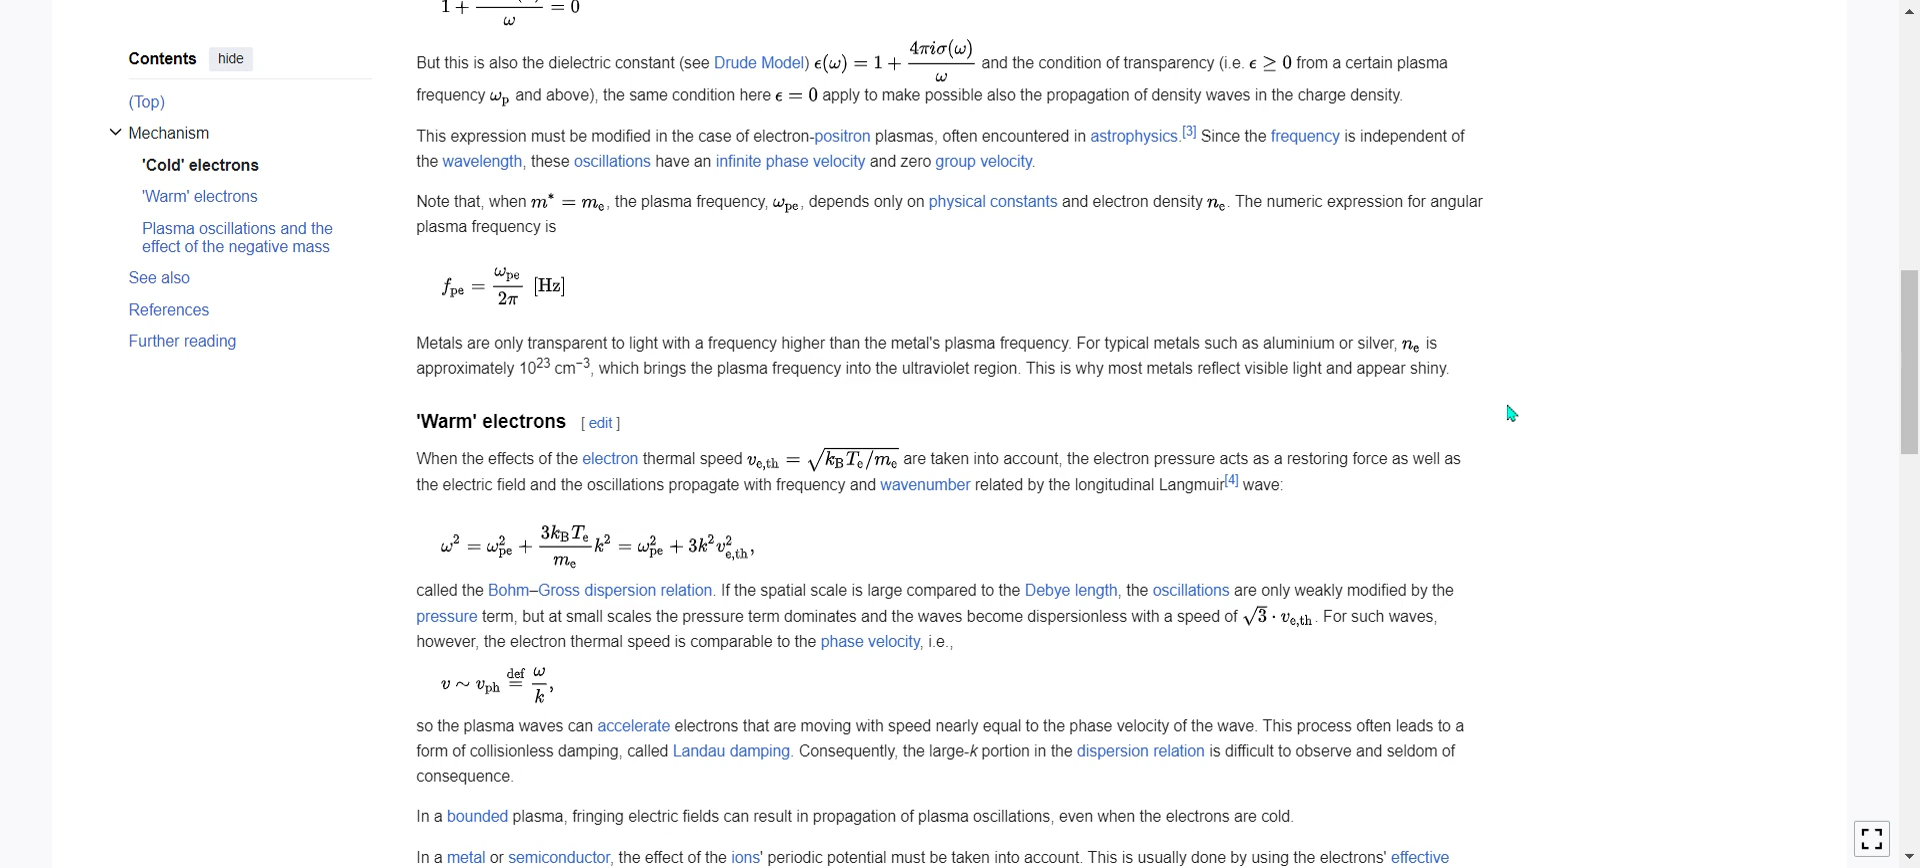 1 + ω = 0
Contents hide
(Top)
Mechanism
'Cold' electrons
'Warm' electrons
Plasma oscillations and the
effect of the negative mass
See also
References
Further reading
But this is also the dielectric constant (see Drude Model) ϵ(ω) = 1 + 4πiσ(ω)/ω and the condition of transparency (i.e. ϵ ≥ 0 from a certain plasma
frequency ωₚ and above), the same condition here ϵ = 0 apply to make possible also the propagation of density waves in the charge density.
This expression must be modified in the case of electron-positron plasmas, often encountered in astrophysics.[3] Since the frequency is independent of
the wavelength, these oscillations have an infinite phase velocity and zero group velocity.
Note that, when m* = mₑ, the plasma frequency, ωpe, depends only on physical constants and electron density nₑ. The numeric expression for angular
plasma frequency is
fpe = ωpe/2π [Hz]
Metals are only transparent to light with a frequency higher than the metal's plasma frequency. For typical metals such as aluminium or silver, nₑ is
approximately 10²³ cm⁻³, which brings the plasma frequency into the ultraviolet region. This is why most metals reflect visible light and appear shiny.
'Warm' electrons [ edit ]
When the effects of the electron thermal speed vₑ,th = √(kB Tₑ/mₑ) are taken into account, the electron pressure acts as a restoring force as well as
the electric field and the oscillations propagate with frequency and wavenumber related by the longitudinal Langmuir[4] wave:
ω² = ω²pe + (3kB Tₑ/mₑ) k² = ω²pe + 3k²v²e,th,
called the Bohm–Gross dispersion relation. If the spatial scale is large compared to the Debye length, the oscillations are only weakly modified by the
pressure term, but at small scales the pressure term dominates and the waves become dispersionless with a speed of √3 · vₑ,th. For such waves,
however, the electron thermal speed is comparable to the phase velocity, i.e.,
v ∼ vph ≝ ω/k,
so the plasma waves can accelerate electrons that are moving with speed nearly equal to the phase velocity of the wave. This process often leads to a
form of collisionless damping, called Landau damping. Consequently, the large-k portion in the dispersion relation is difficult to observe and seldom of
consequence.
In a bounded plasma, fringing electric fields can result in propagation of plasma oscillations, even when the electrons are cold.
In a metal or semiconductor, the effect of the ions' periodic potential must be taken into account. This is usually done by using the electrons' effective